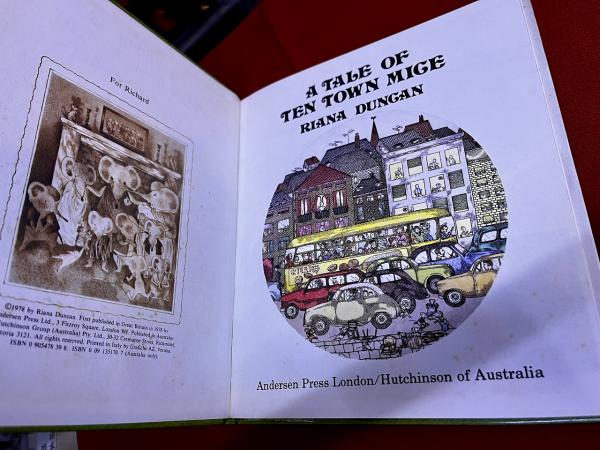 For Richard
©1978 by Riana Duncan. First published in Great Britain in 1978 by
Andersen Press Ltd., 3 Fitzroy Square, London W1. Published in Australia
Hutchinson Group (Australia) Pty. Ltd., 30-32 Cremorne Street, Richmond,
Victoria 3121. All rights reserved. Printed in Italy by Grafiche AZ, Verona.
ISBN 0 905478 39 8. ISBN 0 09 135170 7 (Australia only).
A TALE OF
TEN TOWN MICE
RIANA DUNCAN
Andersen Press London/Hutchinson of Australia